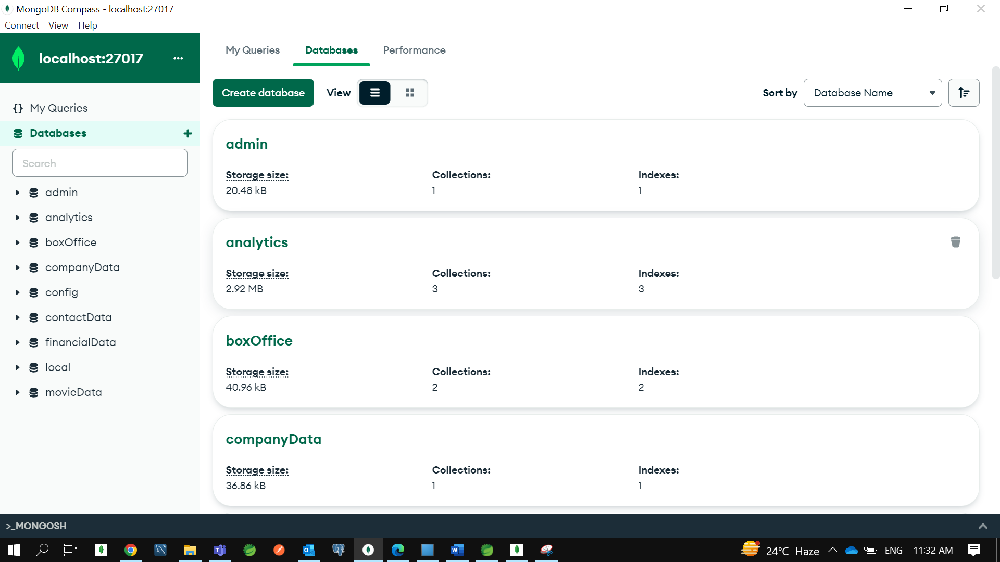 MongoDB Compass - localhost:27017
Connect View Help
localhost:27017 ...
My Queries Databases Performance
{} My Queries
Databases +
Search
admin
analytics
boxOffice
companyData
config
contactData
financialData
local
movieData
Create database View Sort by Database Name
admin
Storage size: Collections: Indexes:
20.48 kB 1 1
analytics
Storage size: Collections: Indexes:
2.92 MB 3 3
boxOffice
Storage size: Collections: Indexes:
40.96 kB 2 2
companyData
Storage size: Collections: Indexes:
36.86 kB 1 1
>_MONGOSH
24°C Haze ENG 11:32 AM